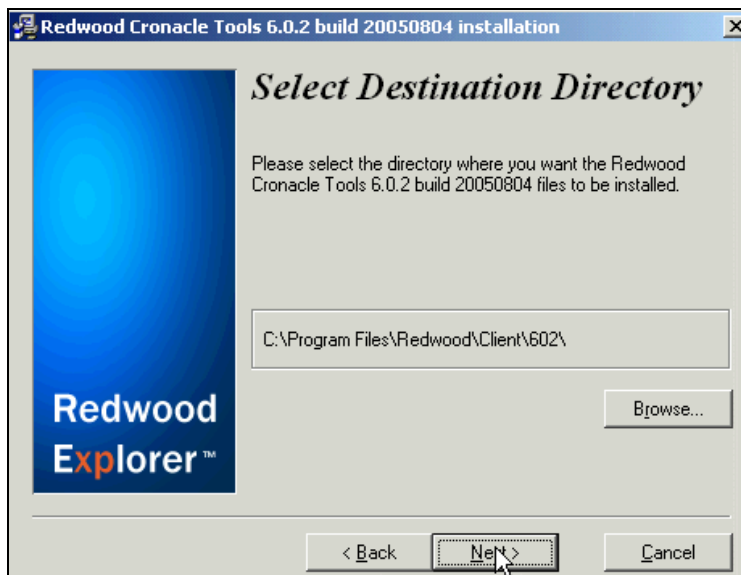 Redwood Cronacle Tools 6.0.2 build 20050804 installation
Select Destination Directory
Please select the directory where you want the Redwood
Cronacle Tools 6.0.2 build 20050804 files to be installed.
C:\Program Files\Redwood\Client\602\
Browse...
Redwood
Explorer™
< Back
Next >
Cancel